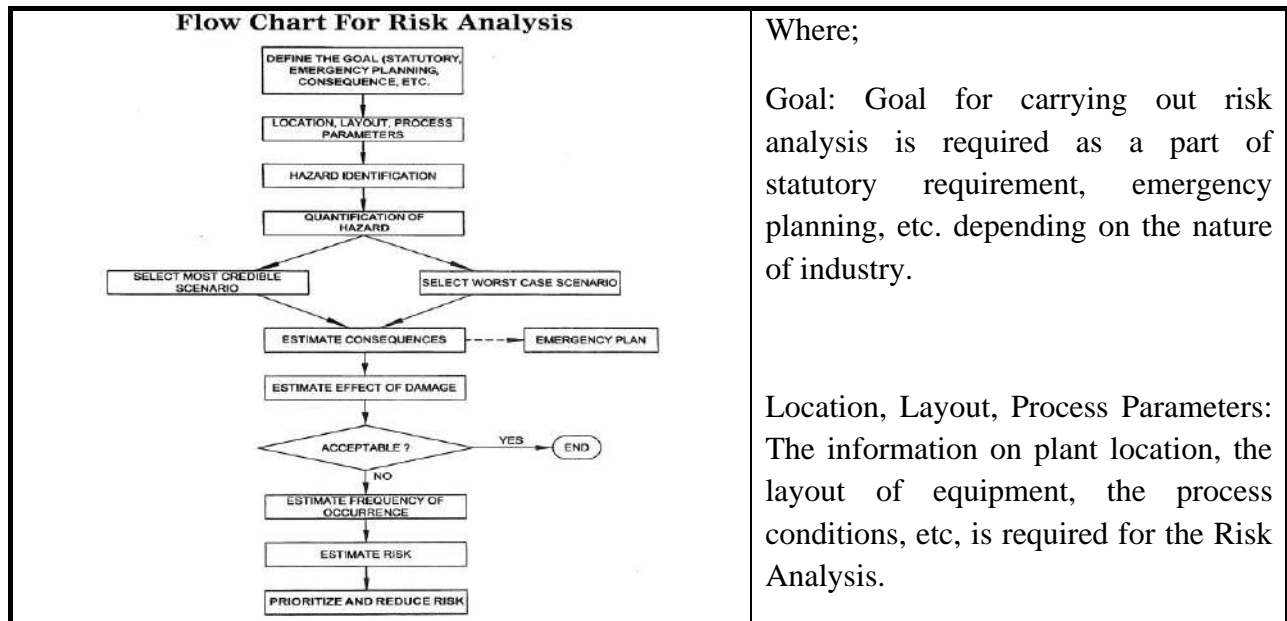 Flow Chart For Risk Analysis
DEFINE THE GOAL (STATUTORY,
EMERGENCY PLANNING,
CONSEQUENCE, ETC.
LOCATION, LAYOUT, PROCESS
PARAMETERS
HAZARD IDENTIFICATION
QUANTIFICATION OF
HAZARD
SELECT MOST CREDIBLE
SCENARIO
SELECT WORST CASE SCENARIO
ESTIMATE CONSEQUENCES
EMERGENCY PLAN
ESTIMATE EFFECT OF DAMAGE
ACCEPTABLE ?
YES
END
NO
ESTIMATE FREQUENCY OF
OCCURRENCE
ESTIMATE RISK
PRIORITIZE AND REDUCE RISK
Where;
Goal: Goal for carrying out risk
analysis is required as a part of
statutory requirement, emergency
planning, etc. depending on the nature
of industry.
Location, Layout, Process Parameters:
The information on plant location, the
layout of equipment, the process
conditions, etc, is required for the Risk
Analysis.